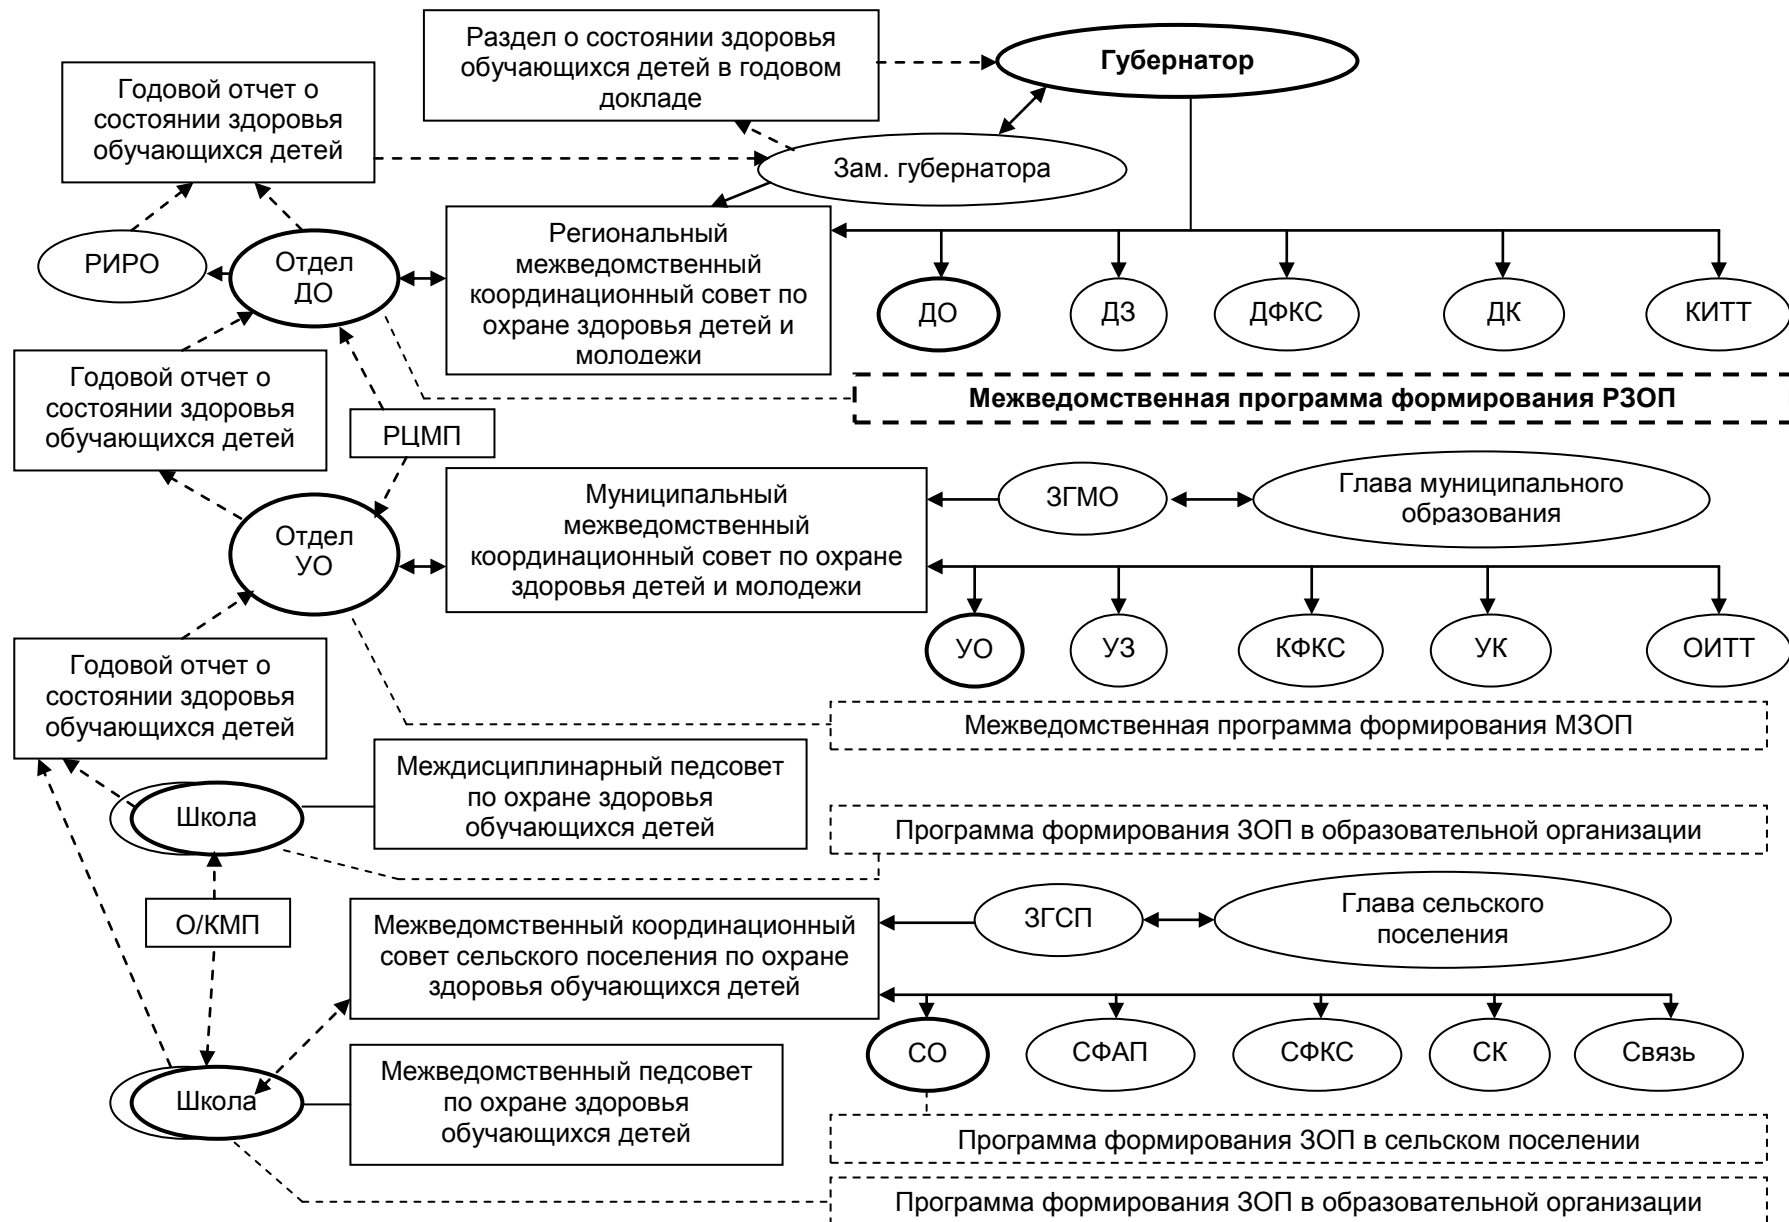 Раздел о состоянии здоровья
обучающихся детей в годовом
докладе
Губернатор
Годовой отчет о
состоянии здоровья
обучающихся детей
Зам. губернатора
РИРО
Отдел
ДО
Региональный
межведомственный
координационный совет по
охране здоровья детей и
молодежи
ДО
ДЗ
ДФКС
ДК
КИТТ
Годовой отчет о
состоянии здоровья
обучающихся детей
РЦМП
Межведомственная программа формирования РЗОП
Отдел
УО
Муниципальный
межведомственный
координационный совет по охране
здоровья детей и молодежи
ЗГМО
Глава муниципального
образования
УО
УЗ
КФКС
УК
ОИТТ
Годовой отчет о
состоянии здоровья
обучающихся детей
Межведомственная программа формирования МЗОП
Школа
Междисциплинарный педсовет
по охране здоровья
обучающихся детей
Программа формирования ЗОП в образовательной организации
О/КМП
Межведомственный координационный
совет сельского поселения по охране
здоровья обучающихся детей
ЗГСП
Глава сельского
поселения
СО
СФАП
СФКС
СК
Связь
Школа
Межведомственный педсовет
по охране здоровья
обучающихся детей
Программа формирования ЗОП в сельском поселении
Программа формирования ЗОП в образовательной организации